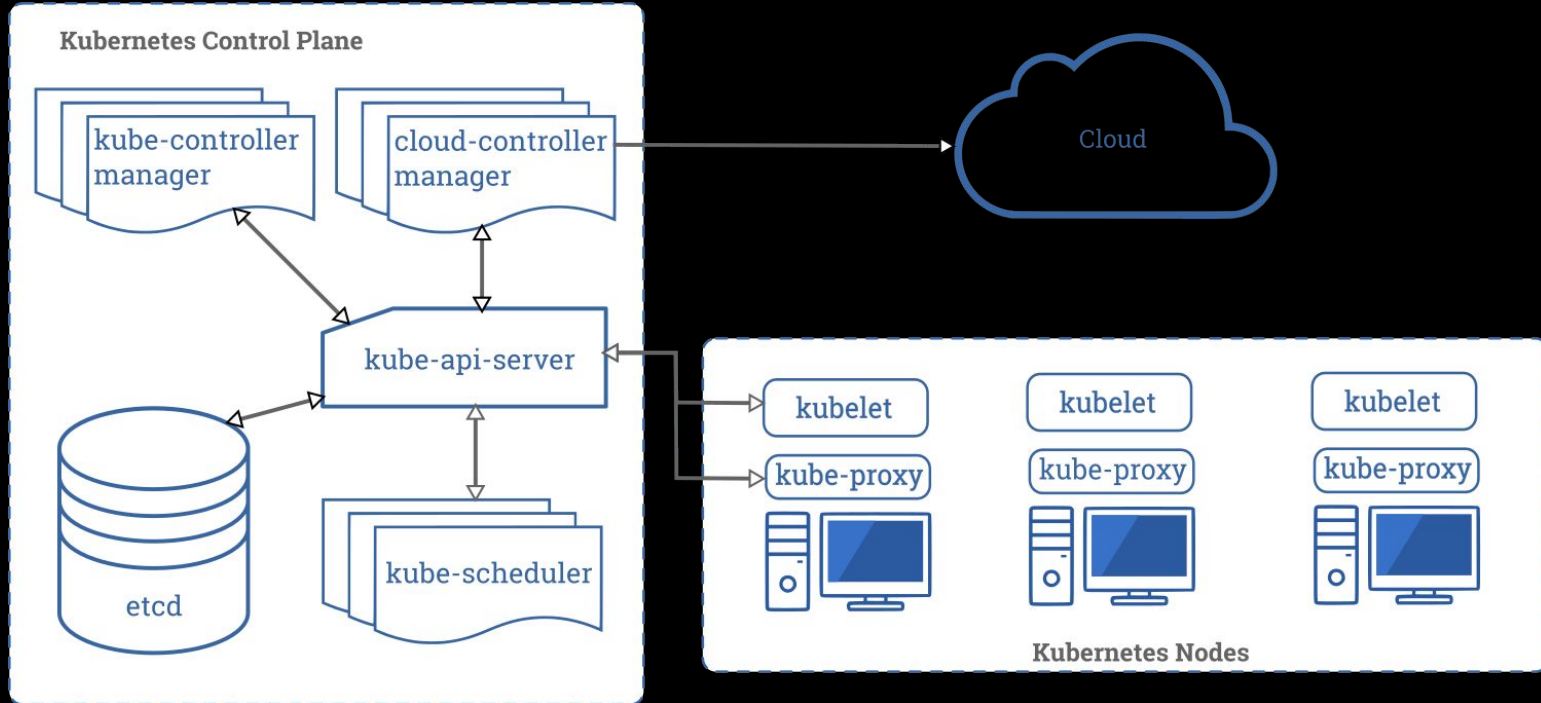 Kubernetes Control Plane
kube-controller
manager
cloud-controller
manager
Cloud
kube-api-server
etcd
kube-scheduler
kubelet
kubelet
kubelet
kube-proxy
kube-proxy
kube-proxy
Kubernetes Nodes